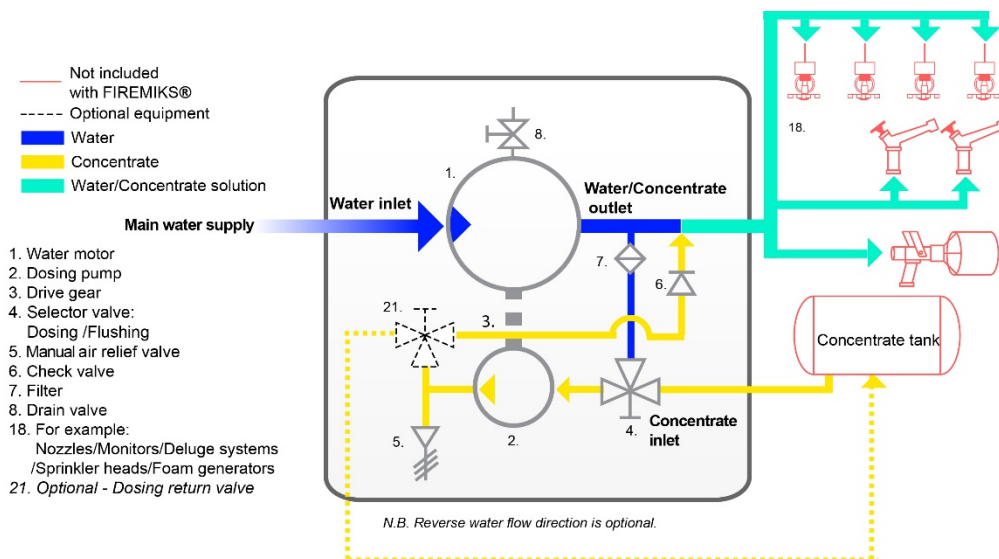 Not included
with FIREMIKS®
Optional equipment
Water
Concentrate
Water/Concentrate solution
Main water supply
Water inlet
1. Water motor
2. Dosing pump
3. Drive gear
4. Selector valve:
Dosing /Flushing
5. Manual air relief valve
6. Check valve
7. Filter
8. Drain valve
18. For example:
Nozzles/Monitors/Deluge systems
/Sprinkler heads/Foam generators
21. Optional - Dosing return valve
8.
1.
Water/Concentrate
outlet
7.
6.
21.
3.
5.
2.
4.
Concentrate
inlet
18.
Concentrate tank
N.B. Reverse water flow direction is optional.